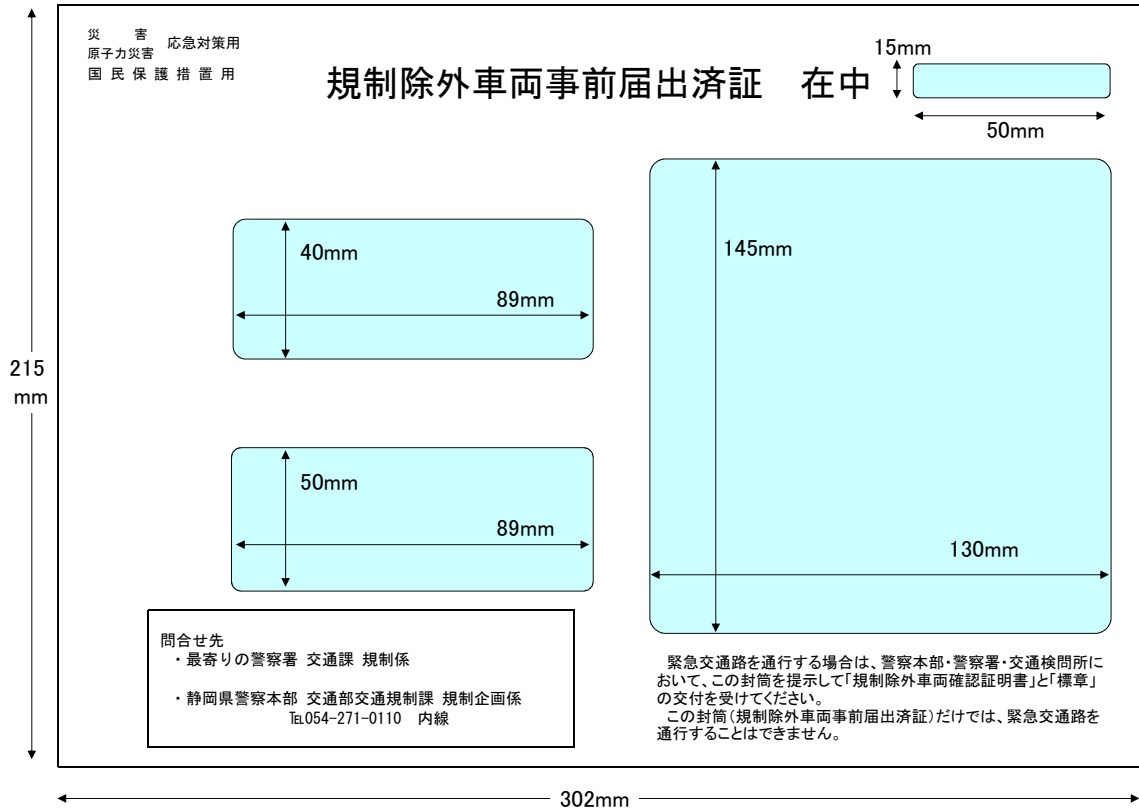 災　　害
原子力災害　応急対策用
国民保護措置用
規制除外車両事前届出済証　在中
15mm
50mm
40mm
89mm
145mm
50mm
89mm
130mm
215
mm
問合せ先
・最寄りの警察署 交通課 規制係
・静岡県警察本部 交通部交通規制課 規制企画係
℡054-271-0110　内線
緊急交通路を通行する場合は、警察本部・警察署・交通検問所に
おいて、この封筒を提示して「規制除外車両確認証明書」と「標章」
の交付を受けてください。
この封筒（規制除外車両事前届出済証）だけでは、緊急交通路を
通行することはできません。
302mm